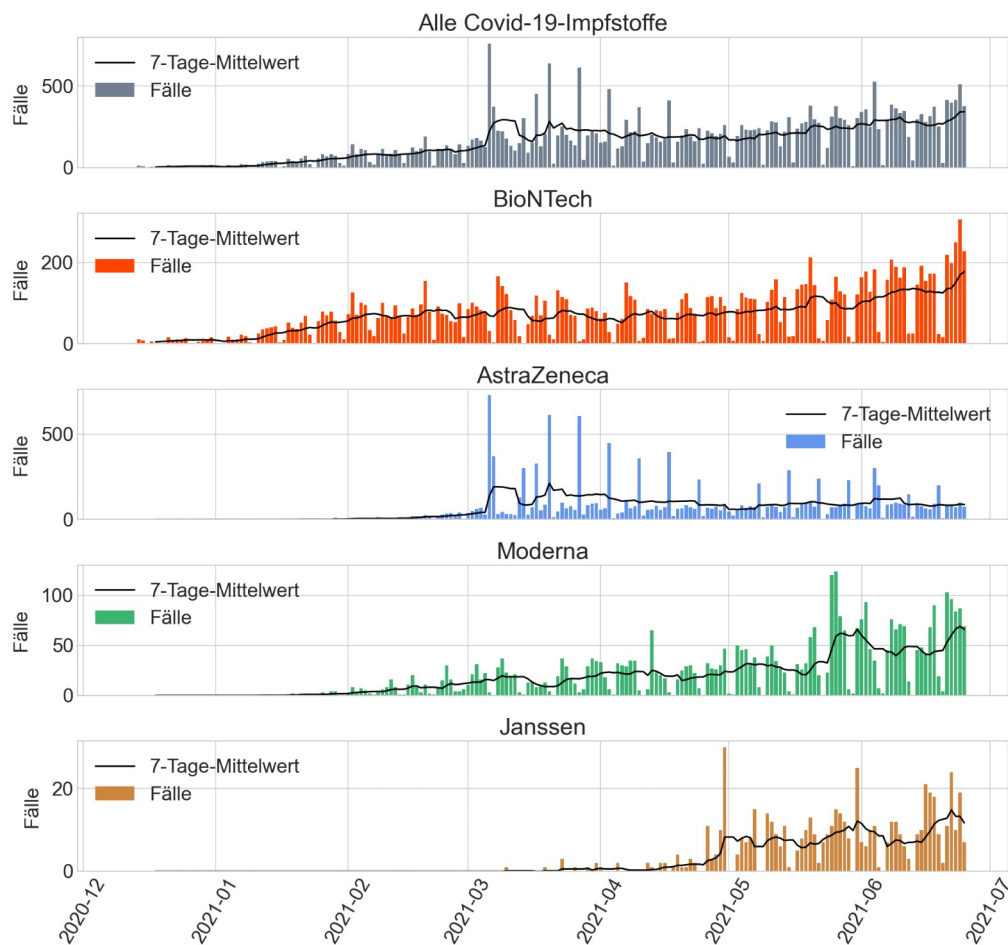 Alle Covid-19-Impfstoffe
Fälle
500
0
7-Tage-Mittelwert
Fälle
BioNTech
Fälle
200
0
7-Tage-Mittelwert
Fälle
AstraZeneca
Fälle
500
0
7-Tage-Mittelwert
Fälle
Moderna
Fälle
100
50
0
7-Tage-Mittelwert
Fälle
Janssen
Fälle
20
0
7-Tage-Mittelwert
Fälle
2020-12
2021-01
2021-02
2021-03
2021-04
2021-05
2021-06
2021-07